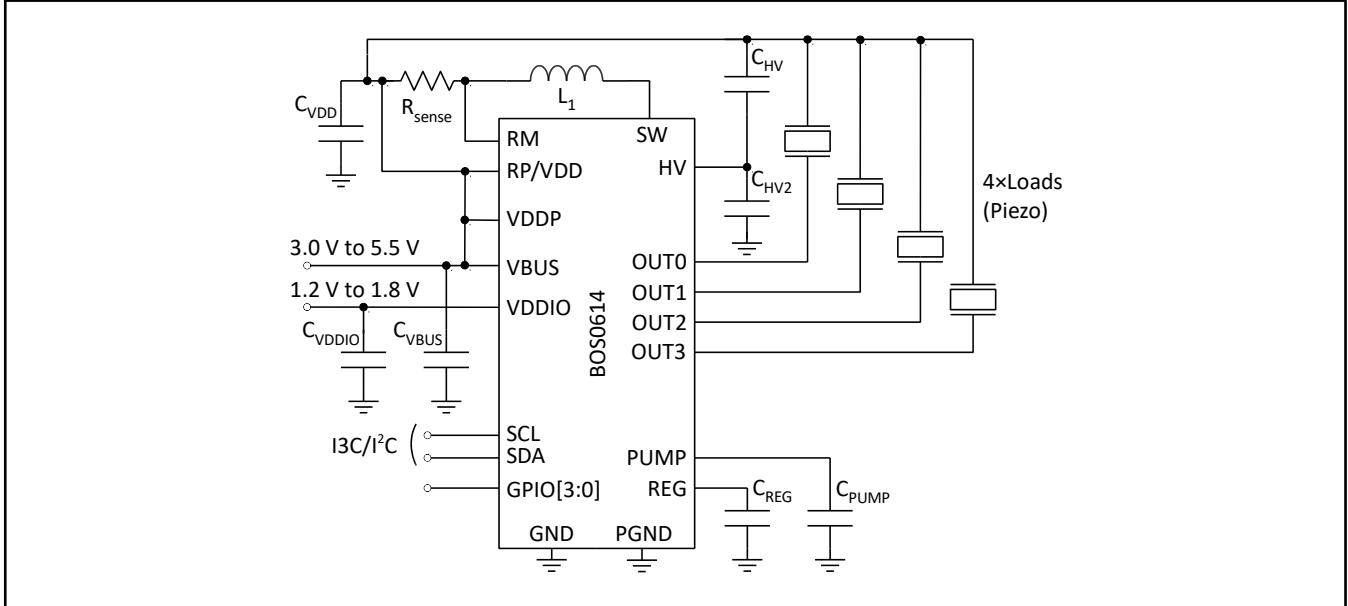 C_HV
C_VDD
R_sense
L_1
SW
RM
HV
RP/VDD
C_HV2
4×Loads
(Piezo)
VDDP
3.0 V to 5.5 V
VBUS
OUT0
1.2 V to 1.8 V
VDDIO
OUT1
OUT2
C_VDDIO
C_VBUS
OUT3
BOS0614
I3C/I²C
SCL
SDA
PUMP
GPIO[3:0]
REG
C_REG
C_PUMP
GND
PGND